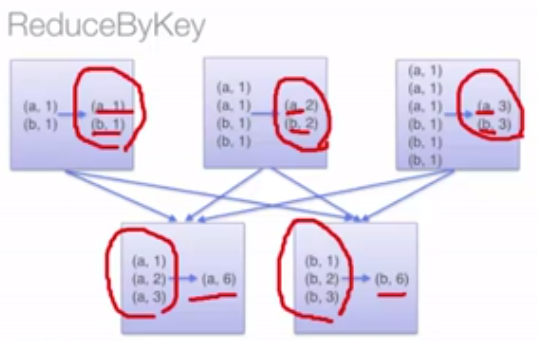 ReduceByKey
(a, 1)
(b, 1)
(a, 1)
(b, 1)
(a, 1)
(a, 1)
(b, 1)
(b, 1)
(a, 2)
(b, 2)
(a, 1)
(a, 1)
(a, 1)
(b, 1)
(b, 1)
(b, 1)
(a, 3)
(b, 3)
(a, 1)
(a, 2)
(a, 3)
(a, 6)
(b, 1)
(b, 2)
(b, 3)
(b, 6)